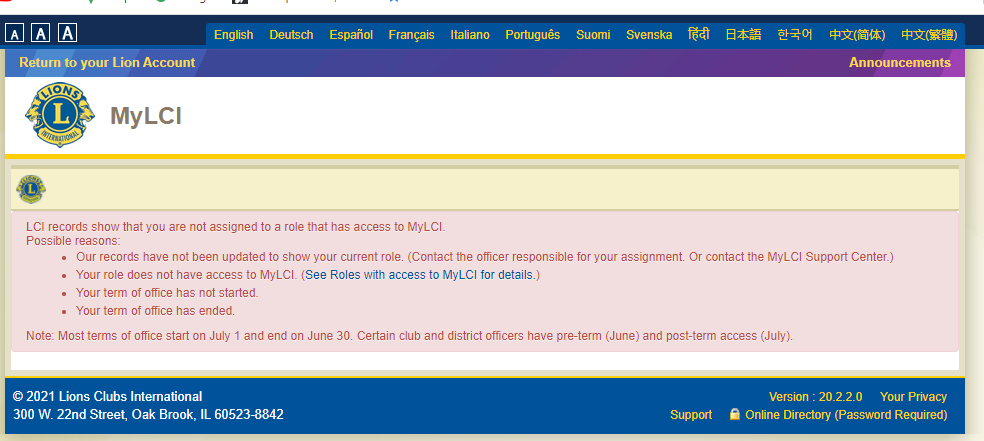 A A A
English Deutsch Español Français Italiano Português Suomi Svenska हिंदी 日本語 한국어 中文(简体) 中文(繁體)
Return to your Lion Account Announcements
LIONS
L
INTERNATIONAL
MyLCI
L
LCI records show that you are not assigned to a role that has access to MyLCI.
Possible reasons:
• Our records have not been updated to show your current role. (Contact the officer responsible for your assignment. Or contact the MyLCI Support Center.)
• Your role does not have access to MyLCI. (See Roles with access to MyLCI for details.)
• Your term of office has not started.
• Your term of office has ended.
Note: Most terms of office start on July 1 and end on June 30. Certain club and district officers have pre-term (June) and post-term access (July).
© 2021 Lions Clubs International Version : 20.2.2.0 Your Privacy
300 W. 22nd Street, Oak Brook, IL 60523-8842 Support Online Directory (Password Required)